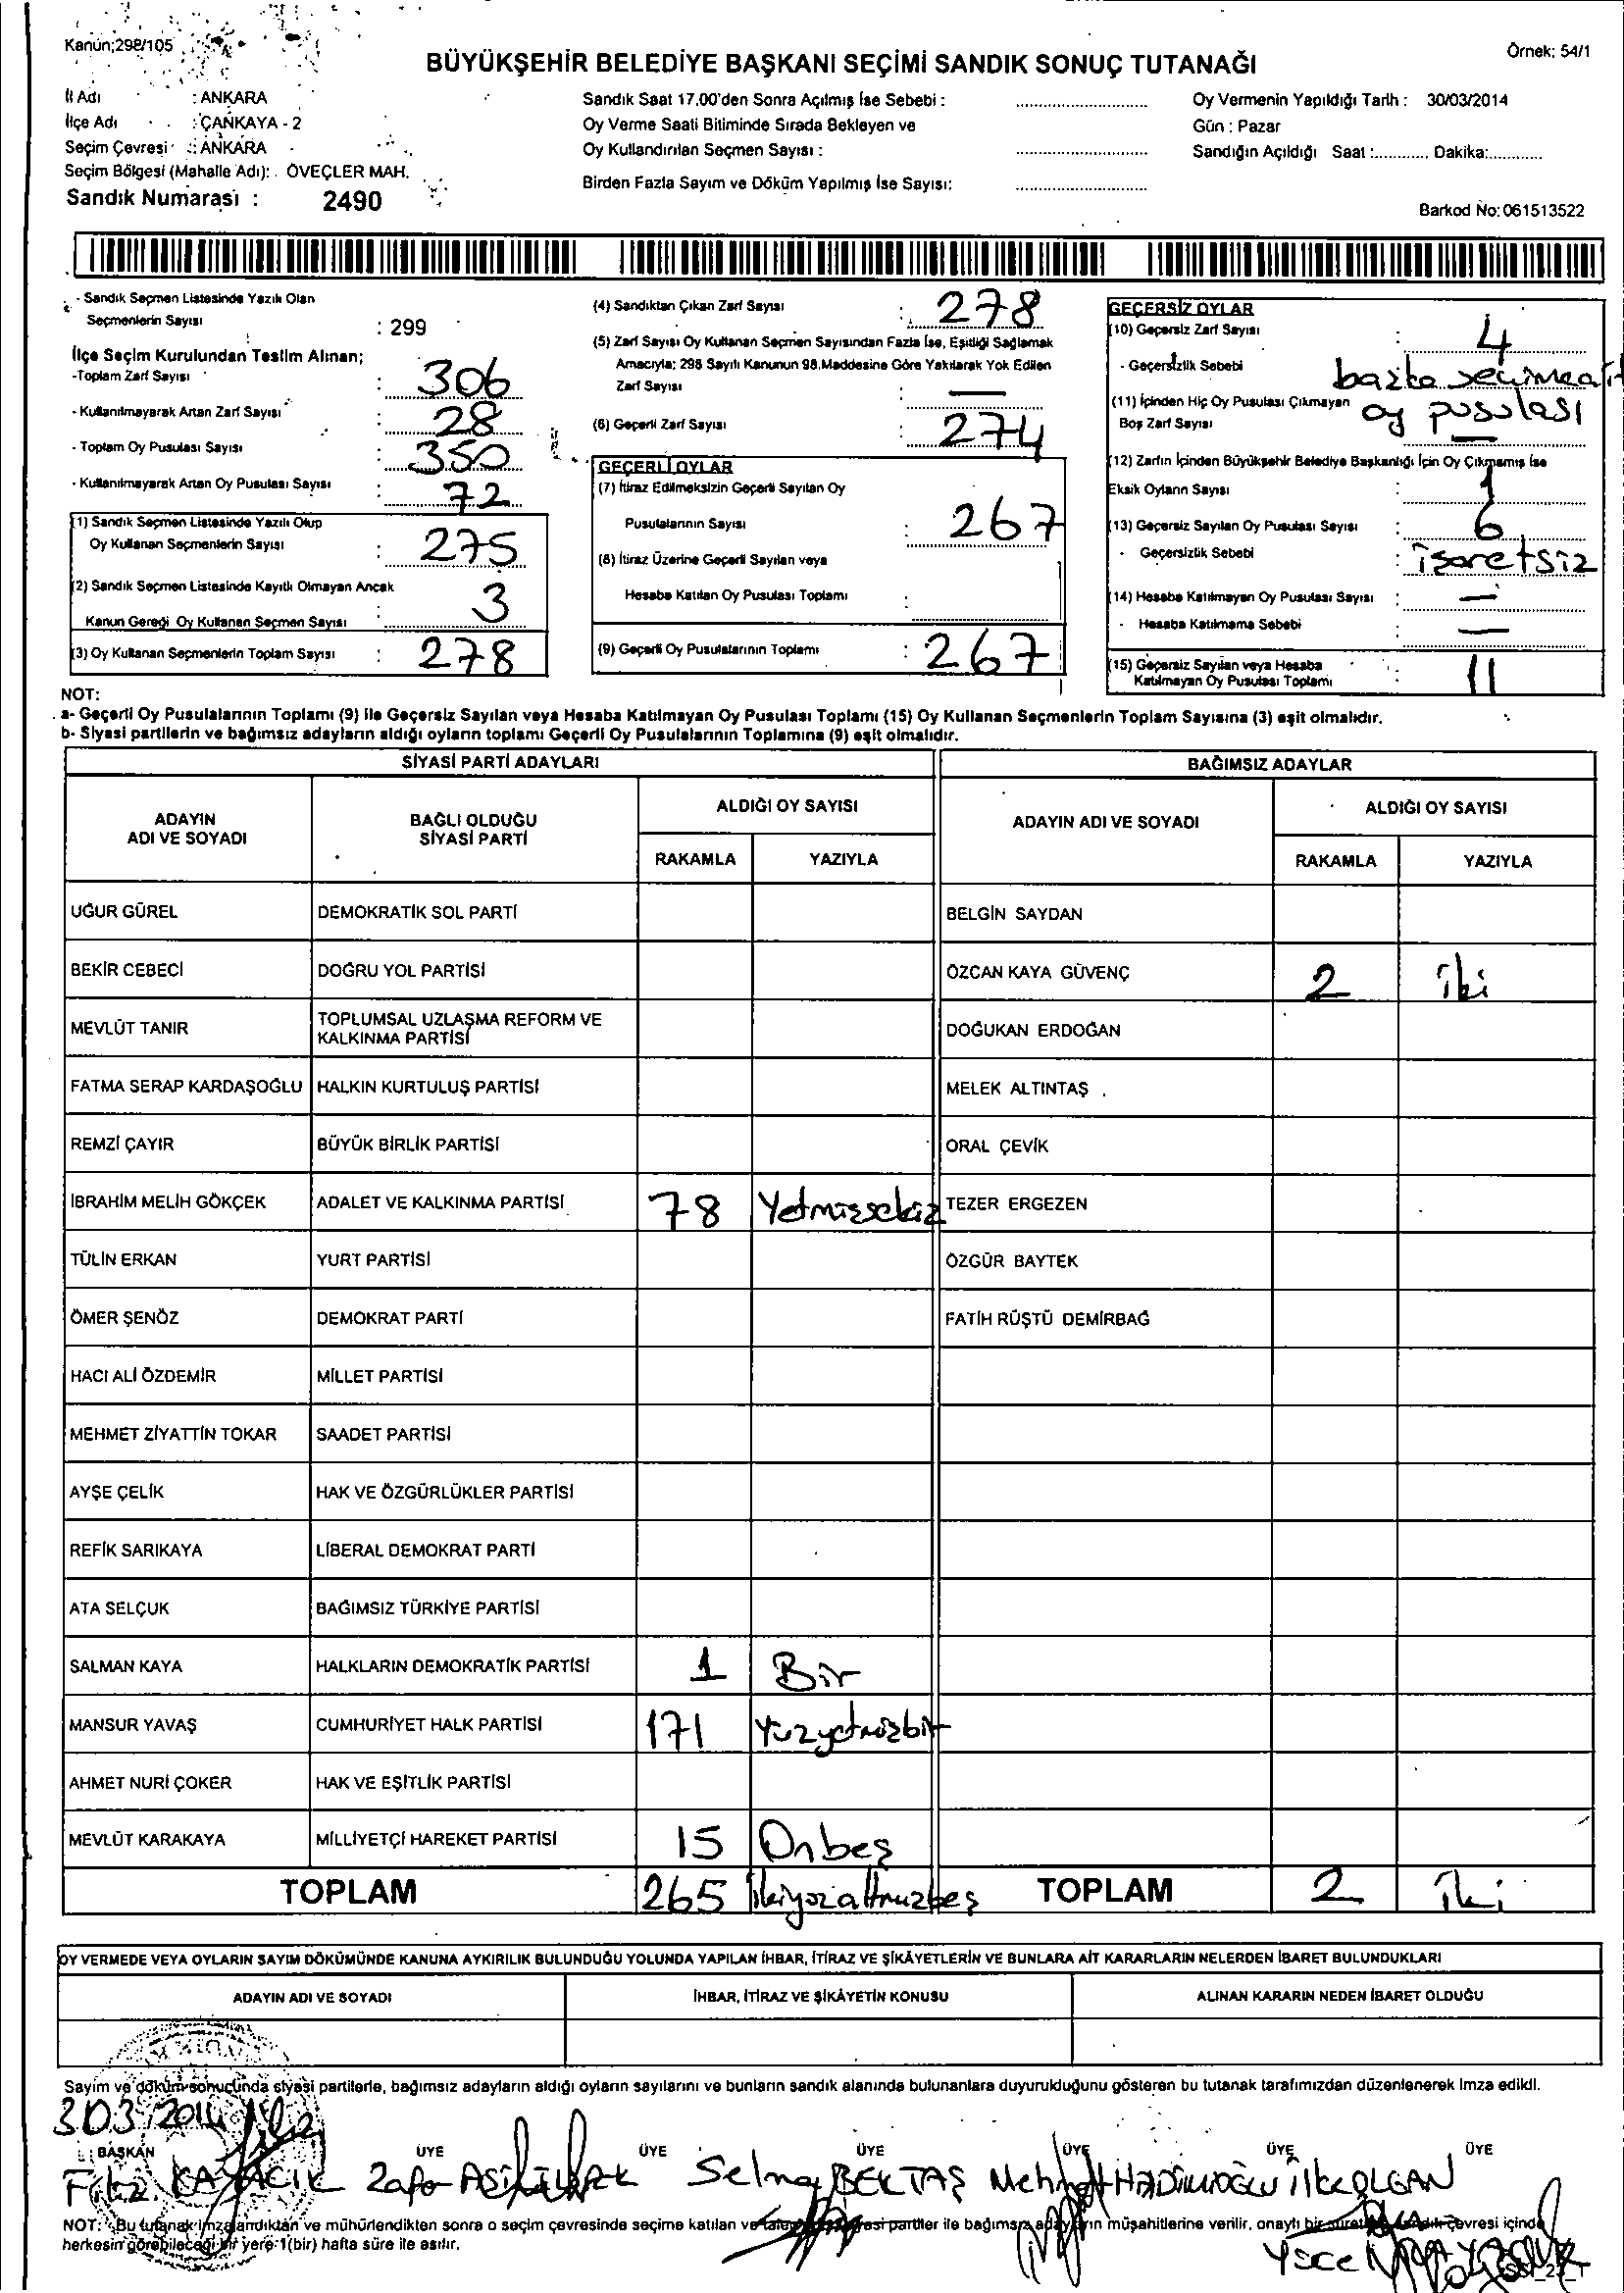 Kanun;298/105
Örnek: 54/1
BÜYÜKŞEHİR BELEDİYE BAŞKANI SEÇİMİ SANDIK SONUÇ TUTANAĞI
İl Adı : ANKARA
İlçe Adı : ÇANKAYA - 2
Seçim Çevresi : ANKARA
Seçim Bölgesi (Mahalle Adı): ÖVEÇLER MAH.
Sandık Numarası : 2490
Sandık Saat 17.00'den Sonra Açılmış İse Sebebi :
Oy Verme Saati Bitiminde Sırada Bekleyen ve
Oy Kullandırılan Seçmen Sayısı :
Birden Fazla Sayım ve Döküm Yapılmış İse Sayısı:
Oy Vermenin Yapıldığı Tarih : 30/03/2014
Gün : Pazar
Sandığın Açıldığı Saat :............ Dakika:............
Barkod No: 061513522
- Sandık Seçmen Listesinde Yazılı Olan
Seçmenlerin Sayısı : 299
İlçe Seçim Kurulundan Teslim Alınan;
-Toplam Zarf Sayısı : 306
- Kullanılmayarak Artan Zarf Sayısı : 28
- Toplam Oy Pusulası Sayısı : 350
- Kullanılmayarak Artan Oy Pusulası Sayısı : 72
(1) Sandık Seçmen Listesinde Yazılı Olup
Oy Kullanan Seçmenlerin Sayısı : 275
(2) Sandık Seçmen Listesinde Kayıtlı Olmayan Ancak
Kanun Gereği Oy Kullanan Seçmen Sayısı : 3
(3) Oy Kullanan Seçmenlerin Toplam Sayısı : 278
(4) Sandıktan Çıkan Zarf Sayısı : 278
(5) Zarf Sayısı Oy Kullanan Seçmen Sayısından Fazla İse, Eşitliği Sağlamak
Amacıyla; 298 Sayılı Kanunun 98.Maddesine Göre Yakılarak Yok Edilen
Zarf Sayısı : —
(6) Geçerli Zarf Sayısı : 274
GEÇERLİ OYLAR
(7) İtiraz Edilmeksizin Geçerli Sayılan Oy
Pusulalarının Sayısı : 267
(8) İtiraz Üzerine Geçerli Sayılan veya
Hesaba Katılan Oy Pusulası Toplamı :
(9) Geçerli Oy Pusulalarının Toplamı : 267
GEÇERSİZ OYLAR
(10) Geçersiz Zarf Sayısı : 4
- Geçersizlik Sebebi başka seçime ait
oy pusulası
(11) İçinden Hiç Oy Pusulası Çıkmayan
Boş Zarf Sayısı —
(12) Zarfın İçinden Büyükşehir Belediye Başkanlığı İçin Oy Çıkmamış İse
Eksik Oyların Sayısı : 1
(13) Geçersiz Sayılan Oy Pusulası Sayısı : 6
- Geçersizlik Sebebi : işaretsiz
(14) Hesaba Katılmayan Oy Pusulası Sayısı : —
- Hesaba Katılmama Sebebi : —
(15) Geçersiz Sayılan veya Hesaba
Katılmayan Oy Pusulası Toplamı : 11
NOT:
a- Geçerli Oy Pusulalarının Toplamı (9) ile Geçersiz Sayılan veya Hesaba Katılmayan Oy Pusulası Toplamı (15) Oy Kullanan Seçmenlerin Toplam Sayısına (3) eşit olmalıdır.
b- Siyasi partilerin ve bağımsız adayların aldığı oyların toplamı Geçerli Oy Pusulalarının Toplamına (9) eşit olmalıdır.
SİYASİ PARTİ ADAYLARI BAĞIMSIZ ADAYLAR
ADAYIN ADI VE SOYADI BAĞLI OLDUĞU SİYASİ PARTİ ALDIĞI OY SAYISI ADAYIN ADI VE SOYADI ALDIĞI OY SAYISI
RAKAMLA YAZIYLA RAKAMLA YAZIYLA
UĞUR GÜREL DEMOKRATİK SOL PARTİ BELGİN SAYDAN
BEKİR CEBECİ DOĞRU YOL PARTİSİ ÖZCAN KAYA GÜVENÇ 2 iki
MEVLÜT TANIR TOPLUMSAL UZLAŞMA REFORM VE KALKINMA PARTİSİ DOĞUKAN ERDOĞAN
FATMA SERAP KARDAŞOĞLU HALKIN KURTULUŞ PARTİSİ MELEK ALTINTAŞ
REMZİ ÇAYIR BÜYÜK BİRLİK PARTİSİ ORAL ÇEVİK
İBRAHİM MELİH GÖKÇEK ADALET VE KALKINMA PARTİSİ 78 Yetmişsekiz TEZER ERGEZEN
TÜLİN ERKAN YURT PARTİSİ ÖZGÜR BAYTEK
ÖMER ŞENÖZ DEMOKRAT PARTİ FATİH RÜŞTÜ DEMİRBAĞ
HACI ALİ ÖZDEMİR MİLLET PARTİSİ
MEHMET ZİYATTİN TOKAR SAADET PARTİSİ
AYŞE ÇELİK HAK VE ÖZGÜRLÜKLER PARTİSİ
REFİK SARIKAYA LİBERAL DEMOKRAT PARTİ
ATA SELÇUK BAĞIMSIZ TÜRKİYE PARTİSİ
SALMAN KAYA HALKLARIN DEMOKRATİK PARTİSİ 1 Bir
MANSUR YAVAŞ CUMHURİYET HALK PARTİSİ 171 Yüzyetmişbir
AHMET NURİ ÇOKER HAK VE EŞİTLİK PARTİSİ
MEVLÜT KARAKAYA MİLLİYETÇİ HAREKET PARTİSİ 15 Onbeş
TOPLAM 265 ikiyüzaltmışbeş TOPLAM 2 iki
OY VERMEDE VEYA OYLARIN SAYIM DÖKÜMÜNDE KANUNA AYKIRILIK BULUNDUĞU YOLUNDA YAPILAN İHBAR, İTİRAZ VE ŞİKÂYETLERİN VE BUNLARA AİT KARARLARIN NELERDEN İBARET BULUNDUKLARI
ADAYIN ADI VE SOYADI İHBAR, İTİRAZ VE ŞİKÂYETİN KONUSU ALINAN KARARIN NEDEN İBARET OLDUĞU
Sayım ve döküm sonucunda siyasi partilerle, bağımsız adayların aldığı oyların sayılarını ve bunların sandık alanında bulunanlara duyurulduğunu gösteren bu tutanak tarafımızdan düzenlenerek imza edildi.
BAŞKAN ÜYE ÜYE ÜYE ÜYE ÜYE ÜYE
Selma BEKTAŞ Mehmet
NOT: Bu tutanak imzalandıktan ve mühürlendikten sonra o seçim çevresinde seçime katılan ve siyasi partiler ile bağımsız adayların müşahitlerine verilir, onaylı bir çevresi içinde
herkesin görebileceği bir yere 1(bir) hafta süre ile asılır.